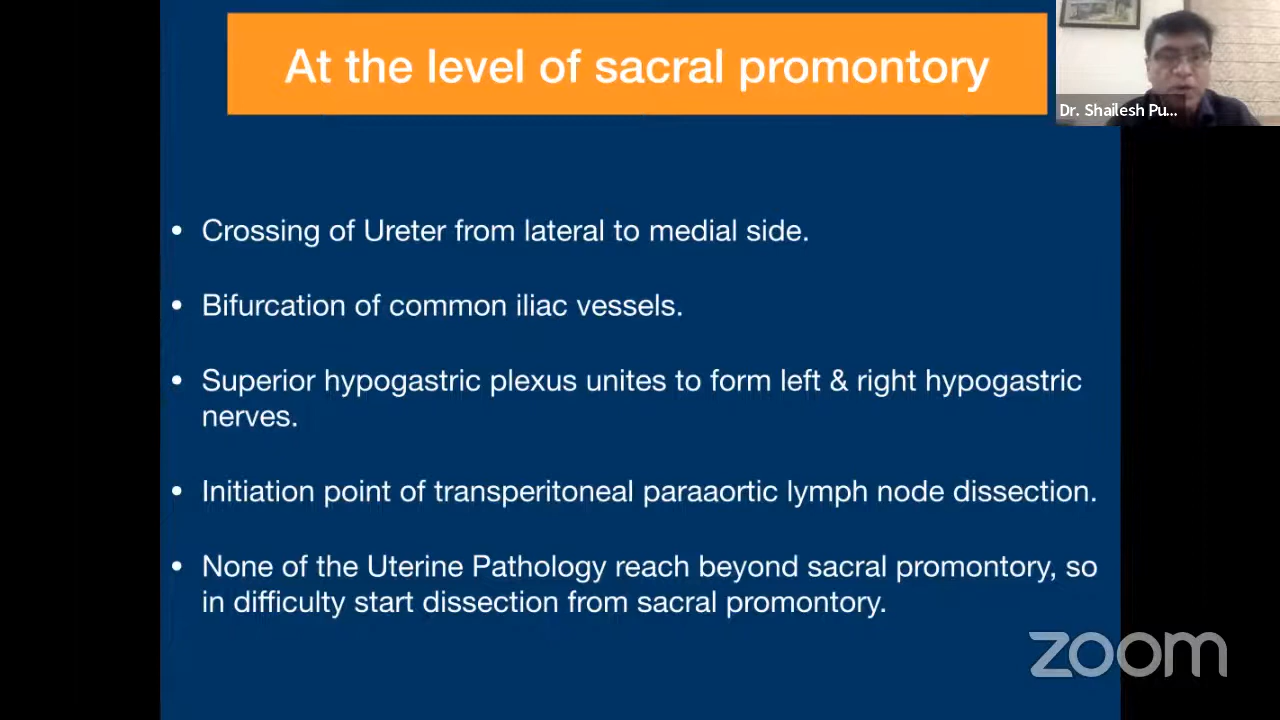 At the level of sacral promontory
Dr. Shailesh Pu...
• Crossing of Ureter from lateral to medial side.
• Bifurcation of common iliac vessels.
• Superior hypogastric plexus unites to form left & right hypogastric
nerves.
• Initiation point of transperitoneal paraaortic lymph node dissection.
• None of the Uterine Pathology reach beyond sacral promontory, so
in difficulty start dissection from sacral promontory.
zoom